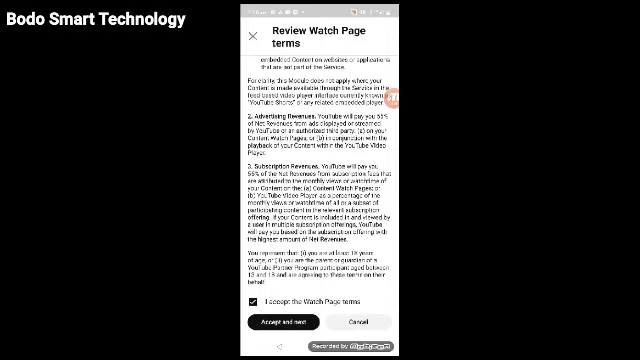 Bodo Smart Technology
Review Watch Page
terms
embedded Content on websites or applications
that are not part of the Service.
For clarity, this Module does not apply where your
Content is made available through the Service in the
feed-based video player interface currently known
"YouTube Shorts" or any related embedded player
2. Advertising Revenues. YouTube will pay you 55%
of Net Revenues from ads displayed or streamed
by YouTube or an authorized third party: (a) on your
Content Watch Pages; or (b) in conjunction with the
playback of your Content within the YouTube Video
Player.
3. Subscription Revenues. YouTube will pay you
55% of the Net Revenues from subscription fees that
are attributed to the monthly views or watchtime of
your Content on the: (a) Content Watch Pages; or
(b) YouTube Video Player; as a percentage of the
monthly views or watchtime of all or a subset of
participating content in the relevant subscription
offering. If your Content is included in and viewed by
a user in multiple subscription offerings, YouTube
will pay you based on the subscription offering with
the highest amount of Net Revenues.
You represent that: (i) you are at least 18 years
of age, or (ii) you are the parent or guardian of a
YouTube Partner Program participant aged between
13 and 18 and are agreeing to these terms on their
behalf
I accept the Watch Page terms
Accept and next
Cancel
Recorded by